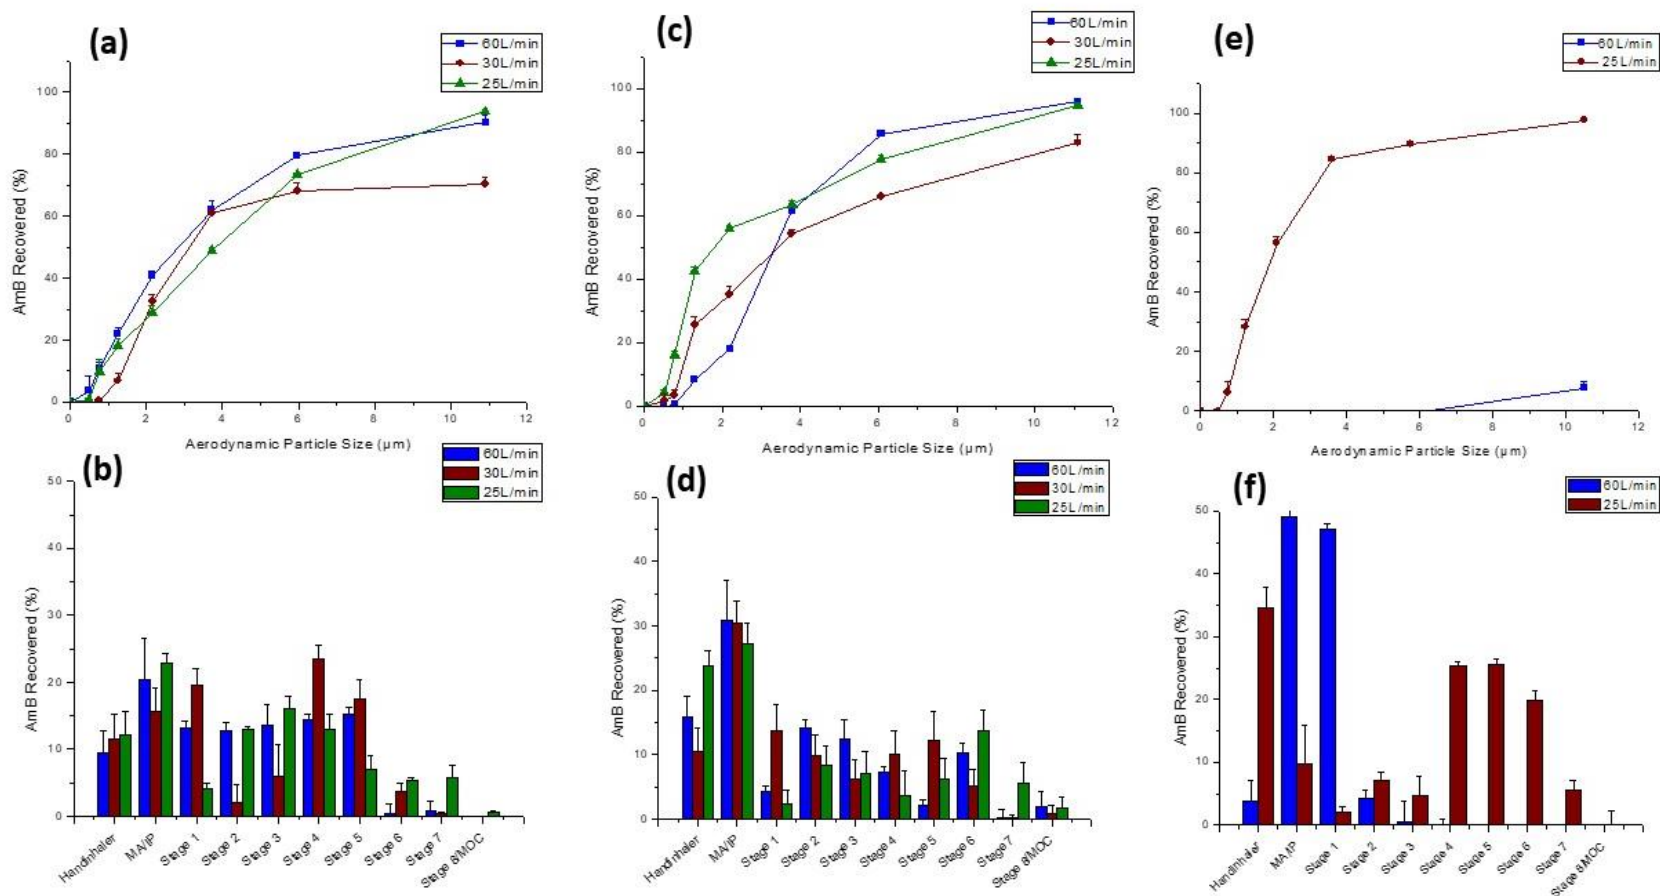 (a)
60L/min
30L/min
25L/min
AmB Recovered (%)
100
80
60
40
20
0
0 2 4 6 8 10 12
Aerodynamic Particle Size (µm)
(c)
60L/min
30L/min
25L/min
AmB Recovered (%)
100
80
60
40
20
0
0 2 4 6 8 10 12
Aerodynamic Particle Size (µm)
(e)
60L/min
25L/min
AmB Recovered (%)
100
80
60
40
20
0
0 2 4 6 8 10 12
Aerodynamic Particle Size (µm)
(b)
60L/min
30L/min
25L/min
AmB Recovered (%)
50
40
30
20
10
0
Handinhaler
MA/IP
Stage 1
Stage 2
Stage 3
Stage 4
Stage 5
Stage 6
Stage 7
Stage 8/MOC
(d)
60L/min
30L/min
25L/min
AmB Recovered (%)
50
40
30
20
10
0
Handinhaler
MA/IP
Stage 1
Stage 2
Stage 3
Stage 4
Stage 5
Stage 6
Stage 7
Stage 8/MOC
(f)
60L/min
25L/min
AmB Recovered (%)
50
40
30
20
10
0
Handinhaler
MA/IP
Stage 1
Stage 2
Stage 3
Stage 4
Stage 5
Stage 6
Stage 7
Stage 8/MOC